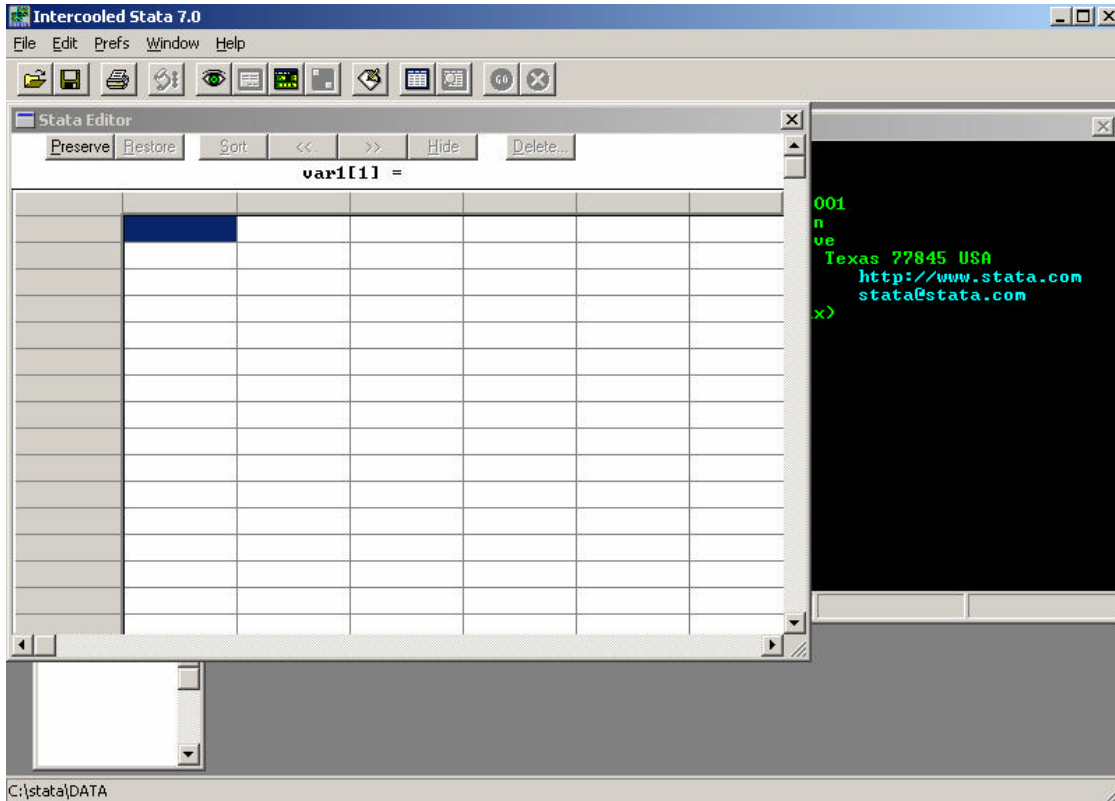 Intercooled Stata 7.0
File Edit Prefs Window Help
GO
Stata Editor
Preserve Restore Sort << >> Hide Delete...
var1[1] =
001
n
ve
Texas 77845 USA
http://www.stata.com
stata@stata.com
x)
C:\stata\DATA